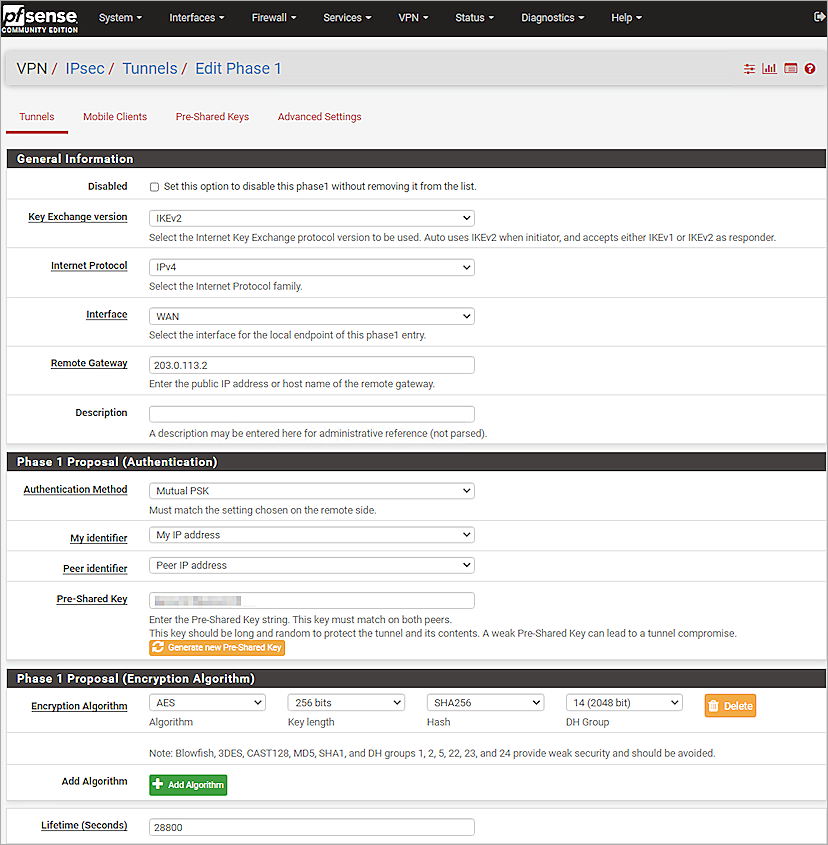 pfsense
COMMUNITY EDITION
System
Interfaces
Firewall
Services
VPN
Status
Diagnostics
Help
VPN / IPsec / Tunnels / Edit Phase 1
Tunnels
Mobile Clients
Pre-Shared Keys
Advanced Settings
General Information
Disabled
Set this option to disable this phase1 without removing it from the list.
Key Exchange version
IKEv2
Select the Internet Key Exchange protocol version to be used. Auto uses IKEv2 when initiator, and accepts either IKEv1 or IKEv2 as responder.
Internet Protocol
IPv4
Select the Internet Protocol family.
Interface
WAN
Select the interface for the local endpoint of this phase1 entry.
Remote Gateway
203.0.113.2
Enter the public IP address or host name of the remote gateway.
Description
A description may be entered here for administrative reference (not parsed).
Phase 1 Proposal (Authentication)
Authentication Method
Mutual PSK
Must match the setting chosen on the remote side.
My identifier
My IP address
Peer identifier
Peer IP address
Pre-Shared Key
Enter the Pre-Shared Key string. This key must match on both peers.
This key should be long and random to protect the tunnel and its contents. A weak Pre-Shared Key can lead to a tunnel compromise.
Generate new Pre-Shared Key
Phase 1 Proposal (Encryption Algorithm)
Encryption Algorithm
AES
256 bits
SHA256
14 (2048 bit)
Delete
Algorithm
Key length
Hash
DH Group
Note: Blowfish, 3DES, CAST128, MD5, SHA1, and DH groups 1, 2, 5, 22, 23, and 24 provide weak security and should be avoided.
Add Algorithm
Add Algorithm
Lifetime (Seconds)
28800